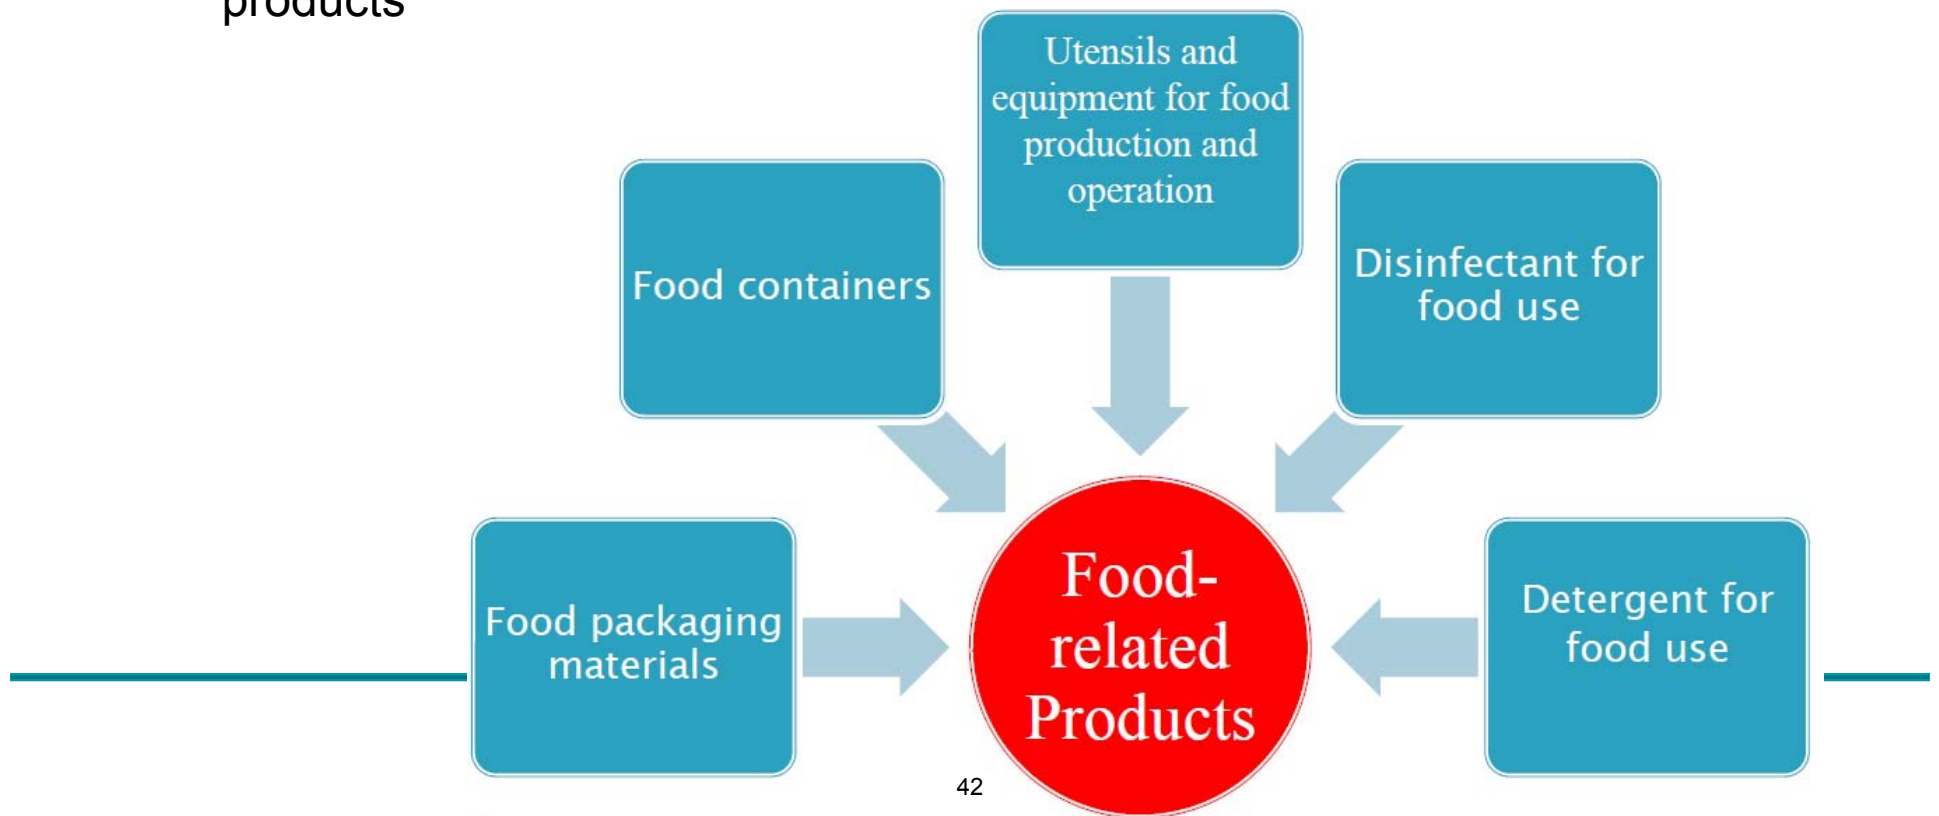 products
Utensils and
equipment for food
production and
operation
Food containers
Disinfectant for
food use
Food packaging
materials
Food-
related
Products
Detergent for
food use
42